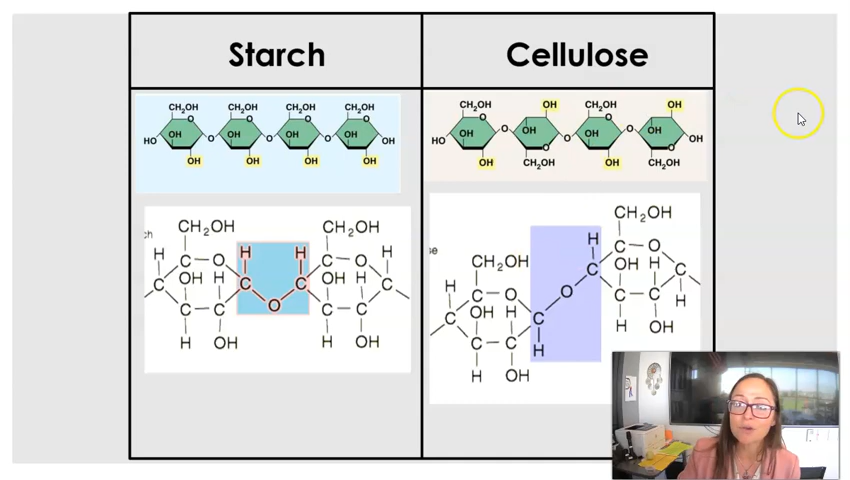 Starch
Cellulose
CH₂OH CH₂OH CH₂OH CH₂OH
O O O O
HO OH O OH O OH O OH OH
OH OH OH OH
CH₂OH OH CH₂OH OH
O O
HO OH O OH O OH O OH OH
O O
OH CH₂OH OH CH₂OH
ch
CH₂OH CH₂OH
H C O H H C O H
C OH H C C OH H C
O
C C C C
H OH H OH
se
CH₂OH
H C O
C OH H C
C C H
H OH
CH₂OH
H C O
O
C OH H C
C C H
H OH